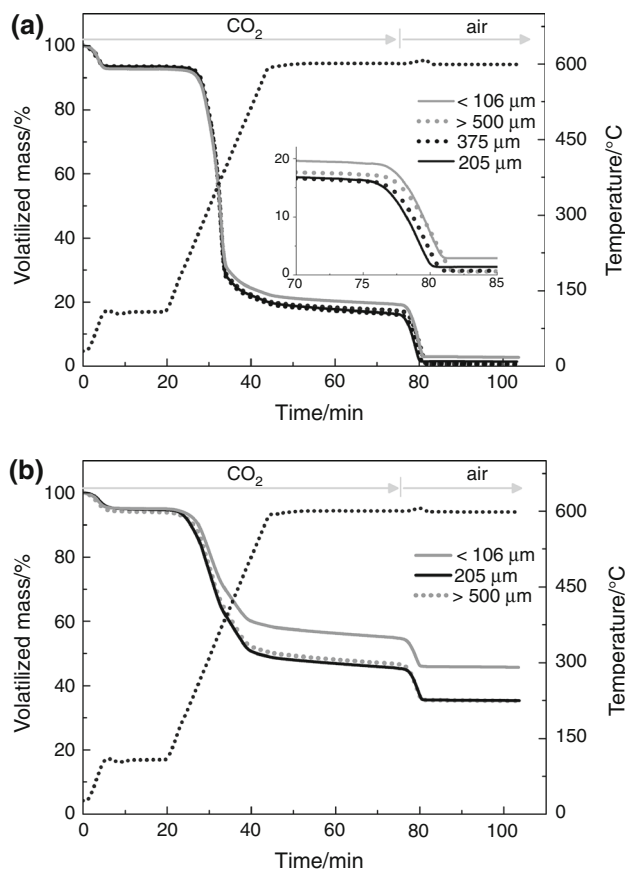 (a)
CO2
air
100
80
60
40
20
0
Volatilized mass/%
600
450
300
150
0
Temperature/°C
< 106 μm
> 500 μm
375 μm
205 μm
20
15
10
5
0
70 75 80 85
0 20 40 60 80 100
Time/min
(b)
CO2
air
100
80
60
40
20
0
Volatilized mass/%
600
450
300
150
0
Temperature/°C
< 106 μm
205 μm
> 500 μm
0 20 40 60 80 100
Time/min